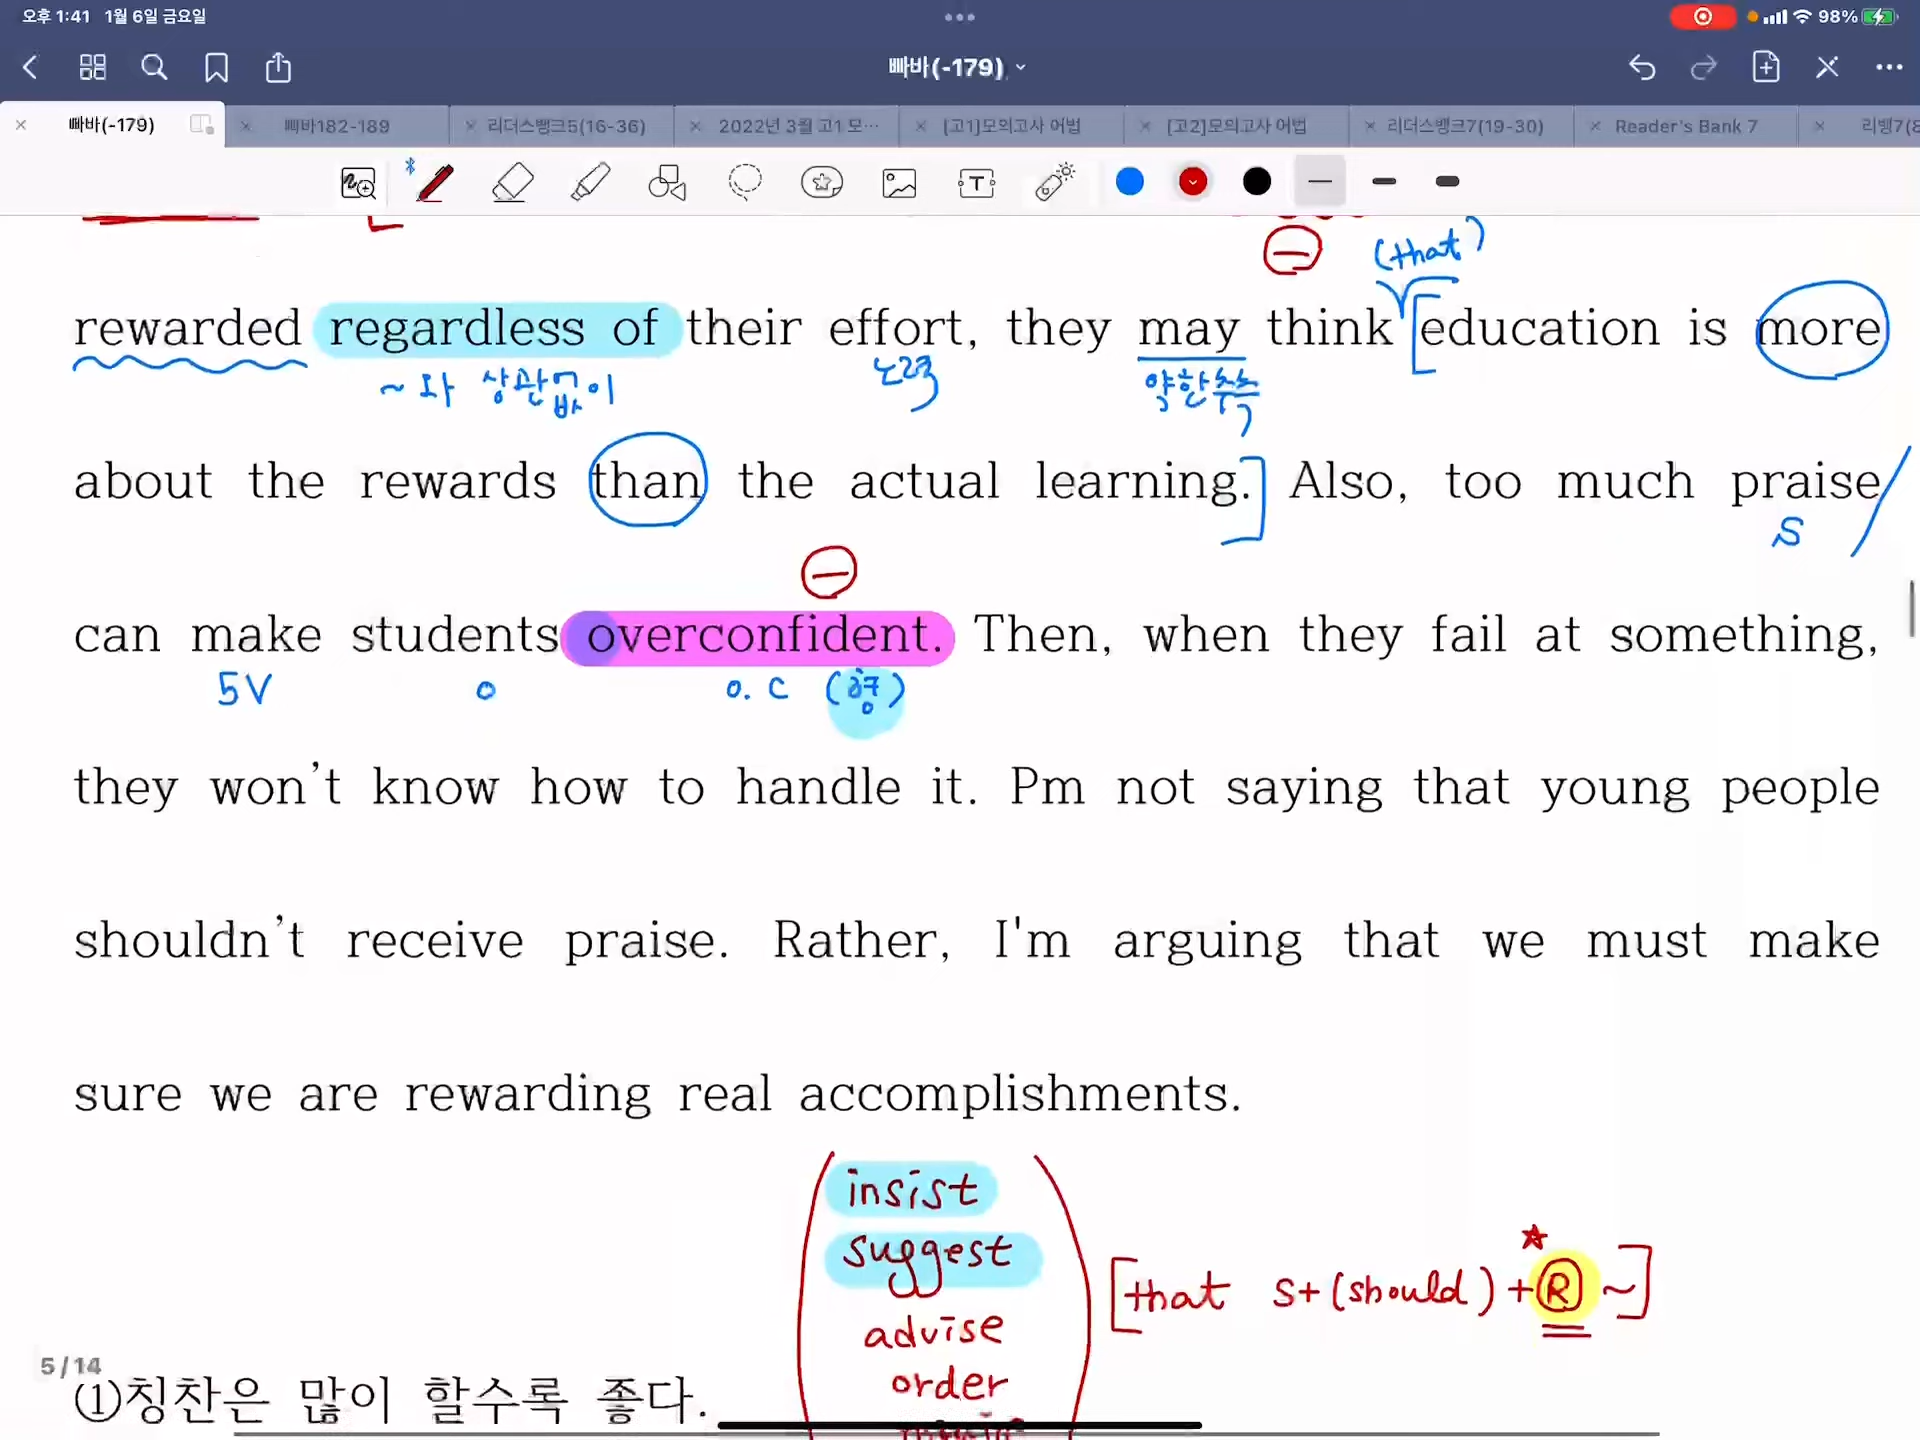 오후 1:41 1월 6일 금요일
98%
빠바(-179)
빠바(-179)
빠바182-189
리더스뱅크5(16-36)
2022년 3월 고1 모…
[고1]모의고사 어법
[고2]모의고사 어법
리더스뱅크7(19-30)
Reader's Bank 7
리뱅7(8
(that)
rewarded regardless of their effort, they may think [education is more
~와 상관없이 노력 약한추측
about the rewards than the actual learning.] Also, too much praise /
S
can make students overconfident. Then, when they fail at something,
5V o o.c (형)
they won't know how to handle it. Pm not saying that young people
shouldn't receive praise. Rather, I'm arguing that we must make
sure we are rewarding real accomplishments.
insist
suggest
[that S+(should)+Ⓡ~]
advise
order
5/14
①칭찬은 많이 할수록 좋다.